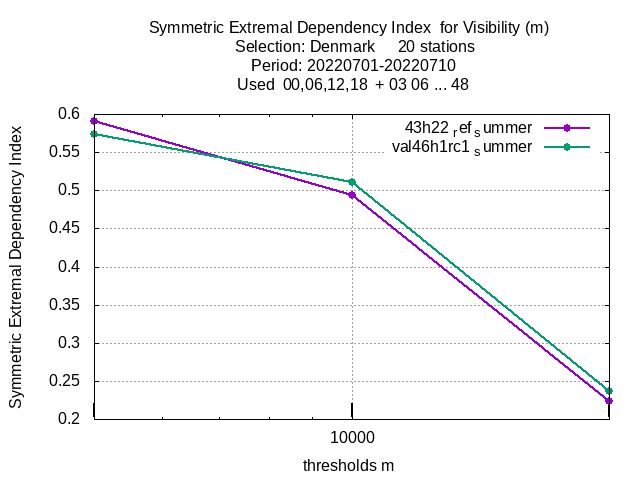 Symmetric Extremal Dependency Index  for Visibility (m)
Selection: Denmark     20 stations
Period: 20220701-20220710
Used  00,06,12,18  + 03 06 ... 48
43h22 refsummer
val46h1rc1 summer
0.6
0.55
0.5
0.45
0.4
0.35
0.3
0.25
0.2
Symmetric Extremal Dependency Index
10000
thresholds m